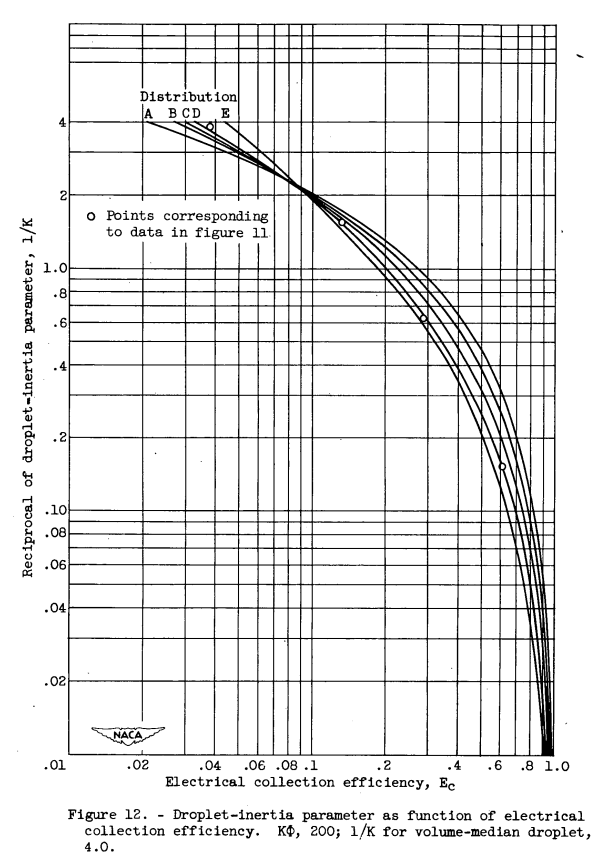 Distribution
A B C D E
4
2
1.0
.8
.6
.4
.2
.10
.08
.06
.04
.02
Reciprocal of droplet-inertia parameter, 1/K
o Points corresponding
to data in figure 11
NACA
.01 .02 .04 .06 .08 .1 .2 .4 .6 .8 1.0
Electrical collection efficiency, Ec
Figure 12. - Droplet-inertia parameter as function of electrical
collection efficiency. KΦ, 200; 1/K for volume-median droplet,
4.0.